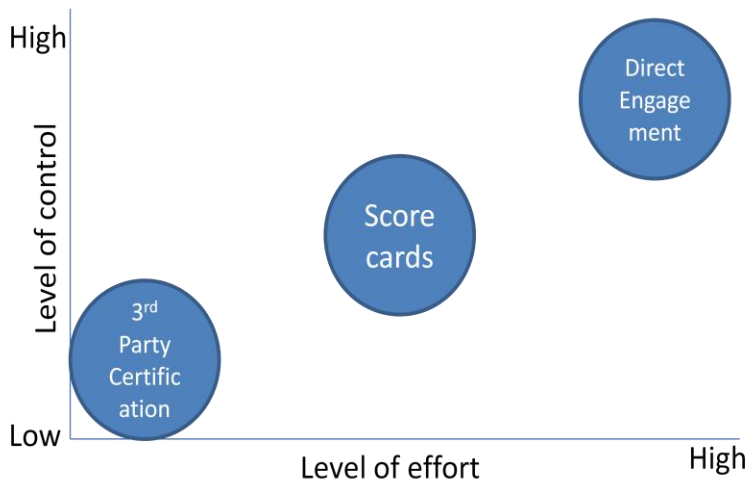 High
Level of control
Direct
Engage
ment
Score
cards
3rd
Party
Certific
ation
Low
Level of effort
High